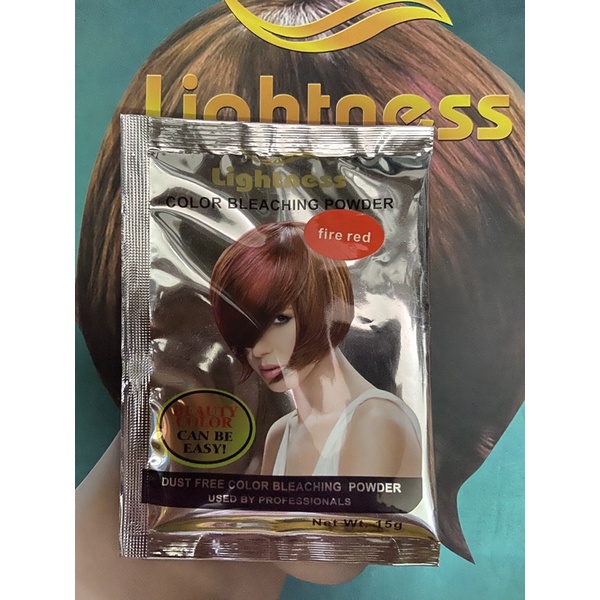 Lightness
Lightness
COLOR BLEACHING POWDER
fire red
BEAUTY
COLOR
CAN BE
EASY!
DUST FREE COLOR BLEACHING POWDER
USED BY PROFESSIONALS
Net Wt. 15g